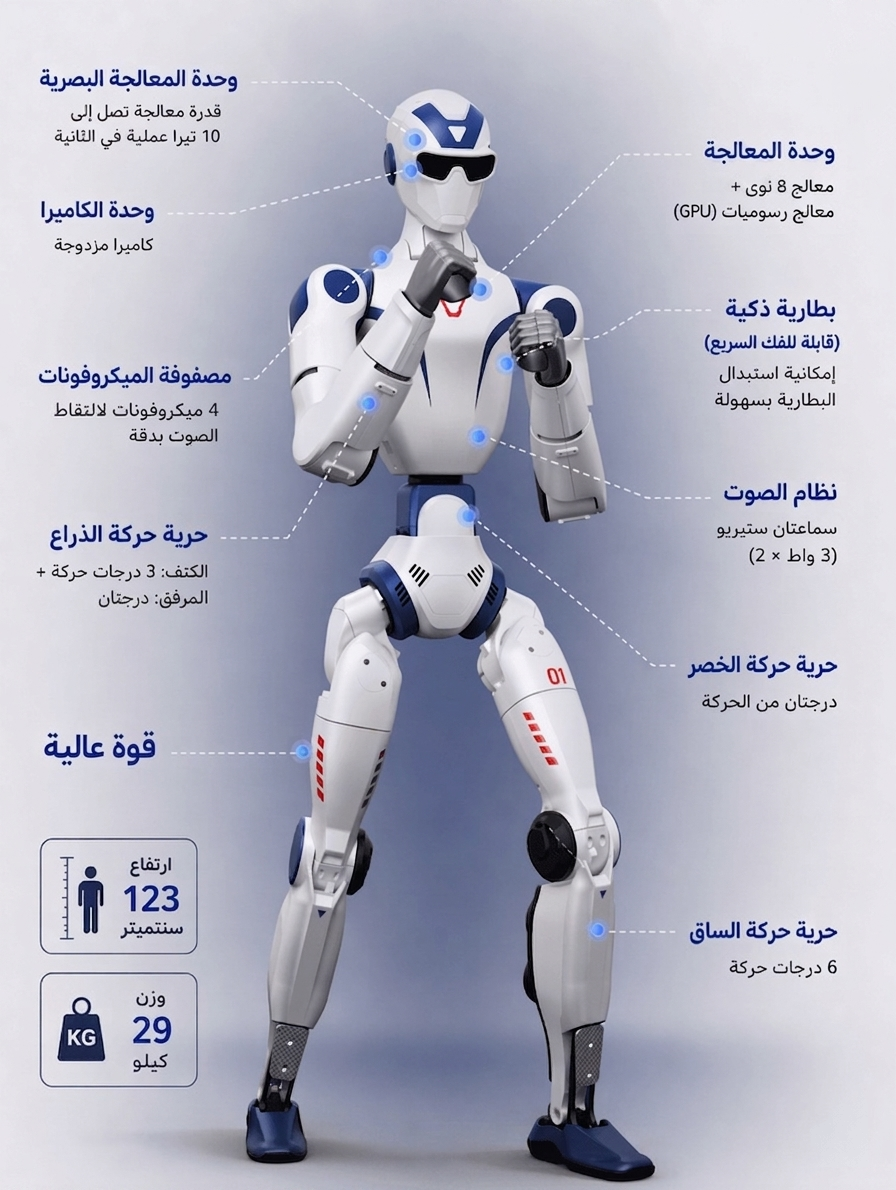 وحدة المعالجة البصرية
قدرة معالجة تصل إلى
10 تيرا عملية في الثانية
وحدة المعالجة
معالج 8 نوى +
معالج رسوميات (GPU)
وحدة الكاميرا
كاميرا مزدوجة
بطارية ذكية
(قابلة للفك السريع)
إمكانية استبدال
البطارية بسهولة
مصفوفة الميكروفونات
4 ميكروفونات لالتقاط
الصوت بدقة
نظام الصوت
سماعتان ستيريو
(3 واط × 2)
حرية حركة الذراع
الكتف: 3 درجات حركة +
المرفق: درجتان
حرية حركة الخصر
درجتان من الحركة
01
قوة عالية
ارتفاع
123
سنتميتر
حرية حركة الساق
6 درجات حركة
وزن
29
كيلو
KG